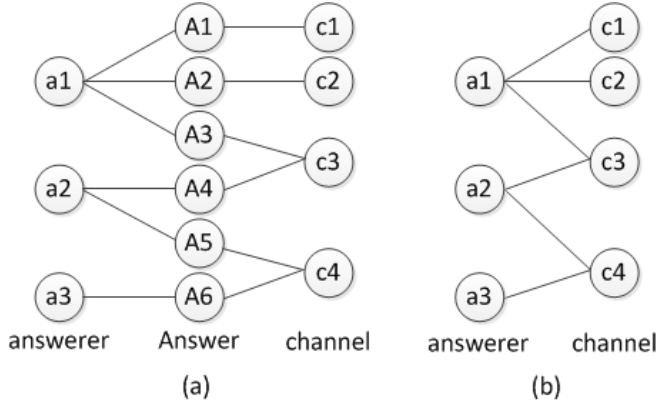 A1 c1 c1
a1 A2 c2 a1 c2
A3
c3 c3
a2 A4 a2
A5
c4 c4
a3 A6 a3
answerer Answer channel answerer channel
(a) (b)